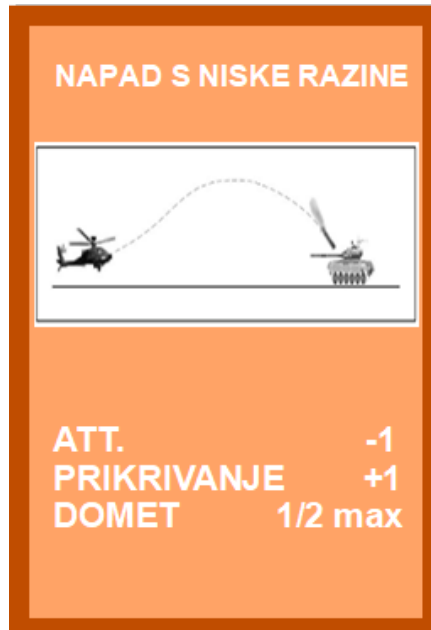 NAPAD S NISKE RAZINE
ATT. -1
PRIKRIVANJE +1
DOMET 1/2 max